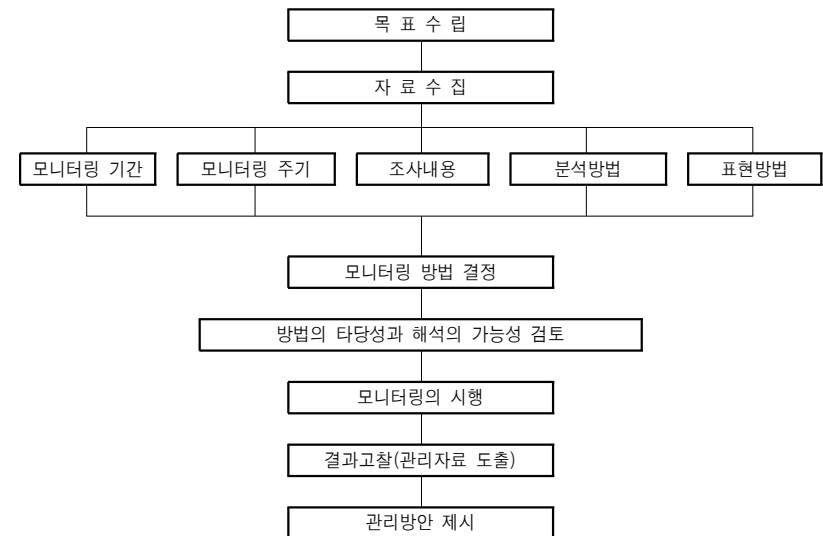 목 표 수 립
자 료 수 집
모니터링 기간
모니터링 주기
조사내용
분석방법
표현방법
모니터링 방법 결정
방법의 타당성과 해석의 가능성 검토
모니터링의 시행
결과고찰(관리자료 도출)
관리방안 제시